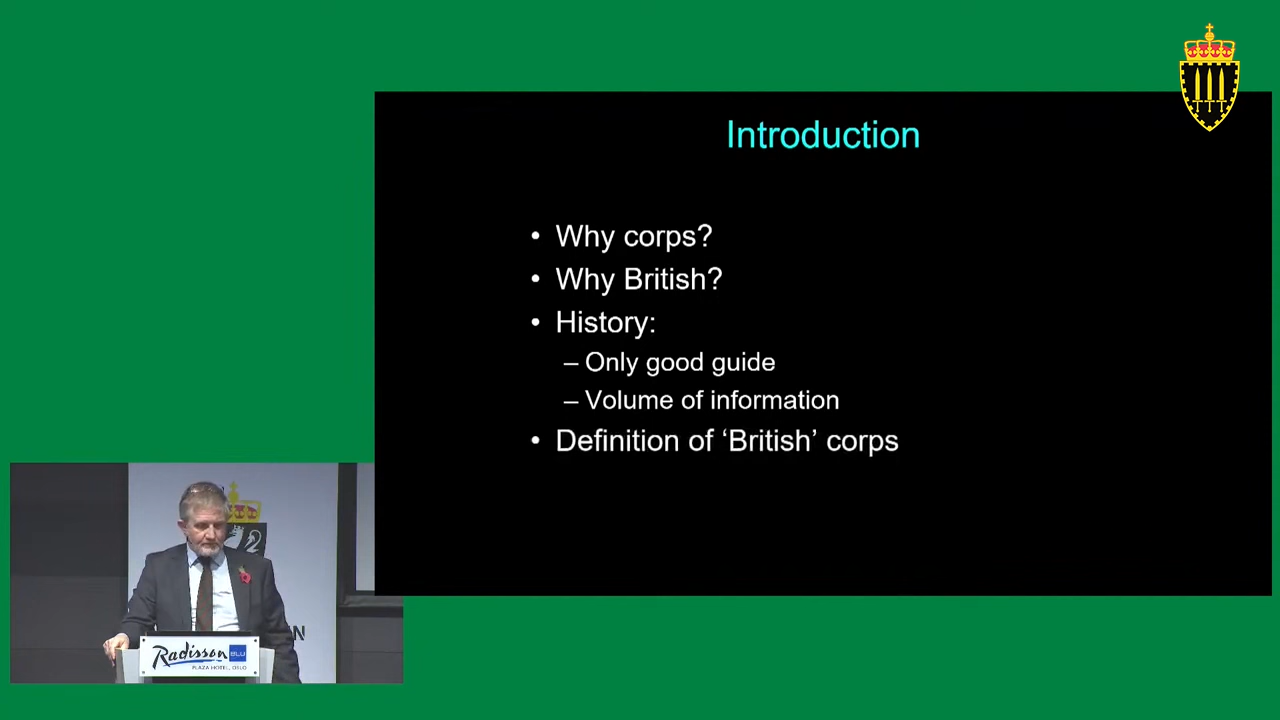 Introduction
• Why corps?
• Why British?
• History:
– Only good guide
– Volume of information
• Definition of ‘British’ corps
Radisson BLU
PLAZA HOTEL, OSLO